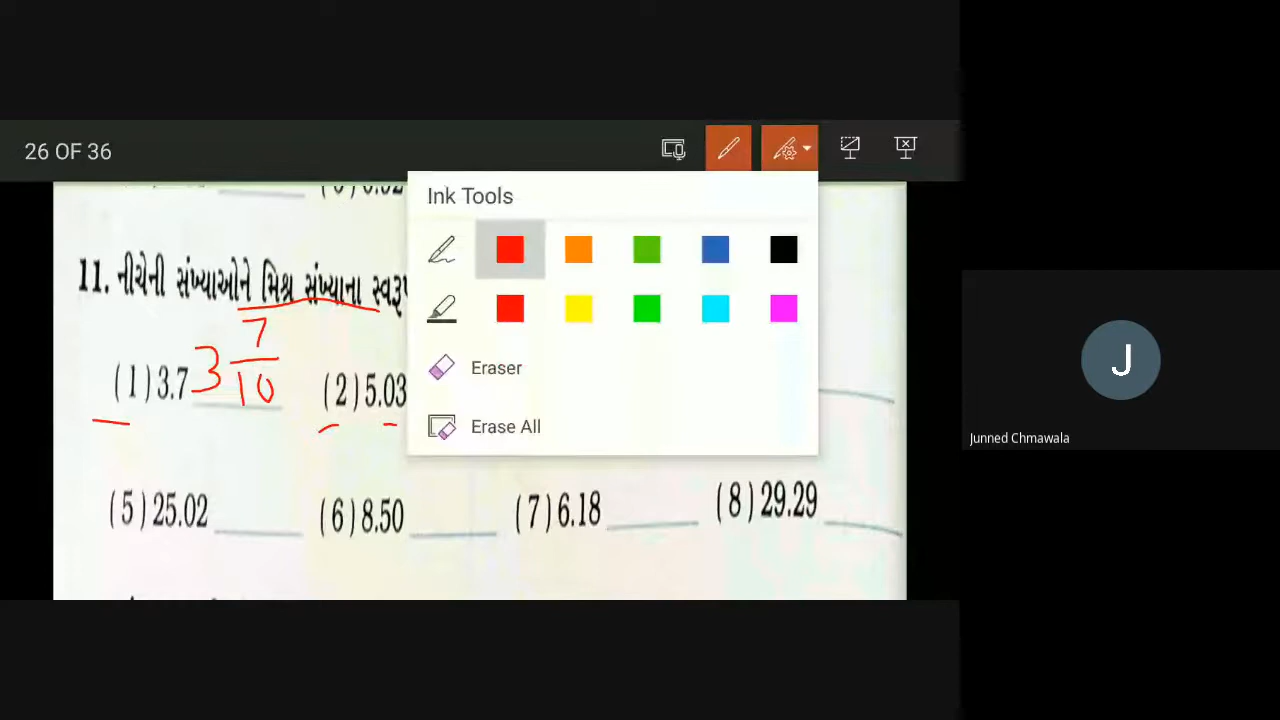 26 OF 36
Ink Tools
11. નીચેની સંખ્યાઓને મિશ્ર સંખ્યાના
7
(1) 3.7 3
10
(2) 5.03
Eraser
Erase All
(5) 25.02
(6) 8.50
(7) 6.18
(8) 29.29
J
Junned Chmawala